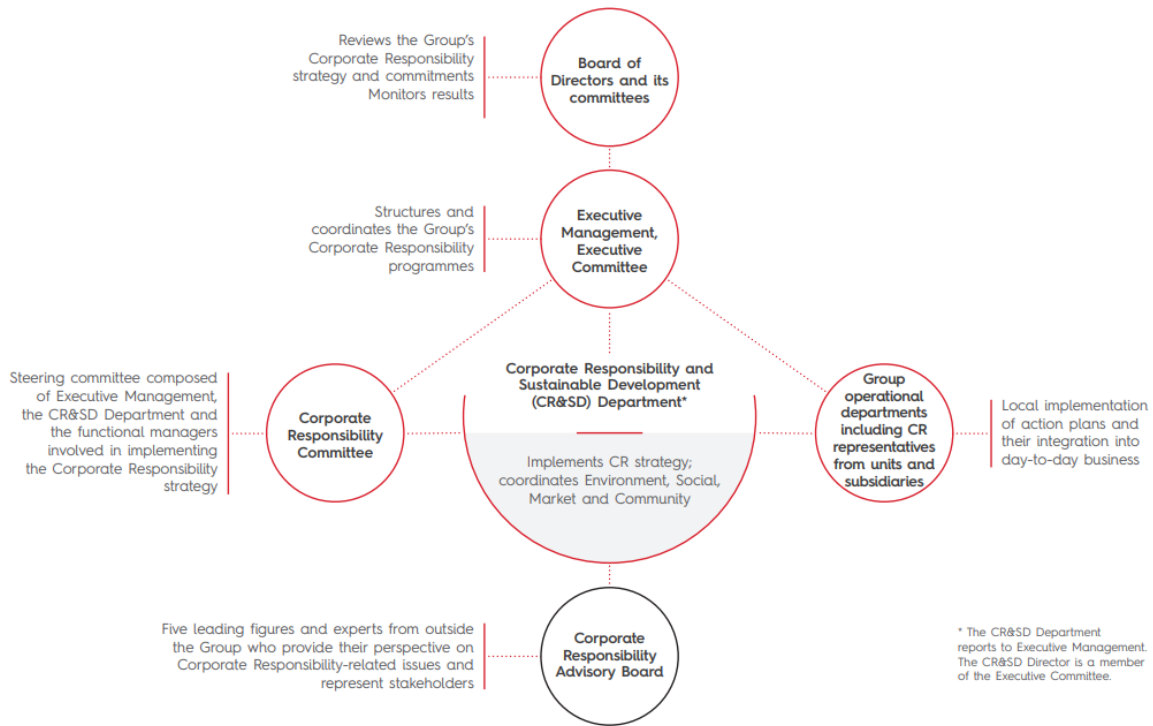 Reviews the Group's
Corporate Responsibility
strategy and commitments
Monitors results
Board of
Directors and its
committees
Structures and
coordinates the Group's
Corporate Responsibility
programmes
Executive
Management,
Executive
Committee
Steering committee composed
of Executive Management,
the CR&SD Department and
the functional managers
involved in implementing
the Corporate Responsibility
strategy
Corporate
Responsibility
Committee
Corporate Responsibility and
Sustainable Development
(CR&SD) Department*
Implements CR strategy;
coordinates Environment, Social,
Market and Community
Group
operational
departments
including CR
representatives
from units and
subsidiaries
Local implementation
of action plans and
their integration into
day-to-day business
Five leading figures and experts from outside
the Group who provide their perspective on
Corporate Responsibility-related issues and
represent stakeholders
Corporate
Responsibility
Advisory Board
* The CR&SD Department
reports to Executive Management.
The CR&SD Director is a member
of the Executive Committee.